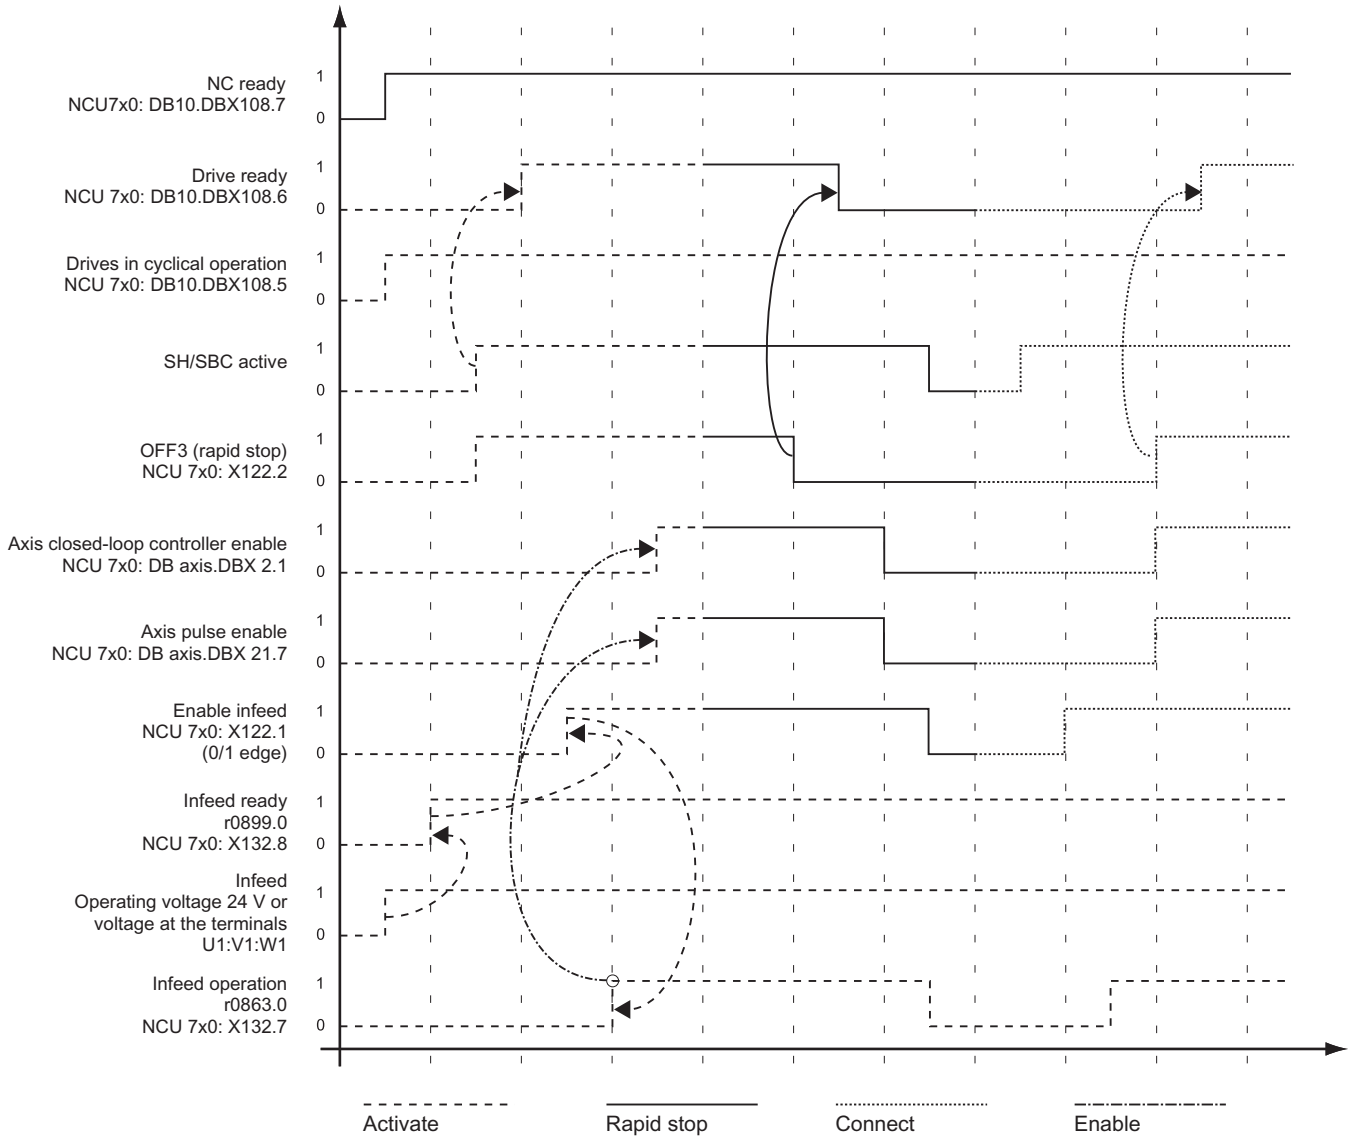 NC ready
NCU7x0: DB10.DBX108.7
1
0
Drive ready
NCU 7x0: DB10.DBX108.6
1
0
Drives in cyclical operation
NCU 7x0: DB10.DBX108.5
1
0
SH/SBC active
1
0
OFF3 (rapid stop)
NCU 7x0: X122.2
1
0
Axis closed-loop controller enable
NCU 7x0: DB axis.DBX 2.1
1
0
Axis pulse enable
NCU 7x0: DB axis.DBX 21.7
1
0
Enable infeed
NCU 7x0: X122.1
(0/1 edge)
1
0
Infeed ready
r0899.0
NCU 7x0: X132.8
1
0
Infeed
Operating voltage 24 V or
voltage at the terminals
U1:V1:W1
1
0
Infeed operation
r0863.0
NCU 7x0: X132.7
1
0
Activate
Rapid stop
Connect
Enable